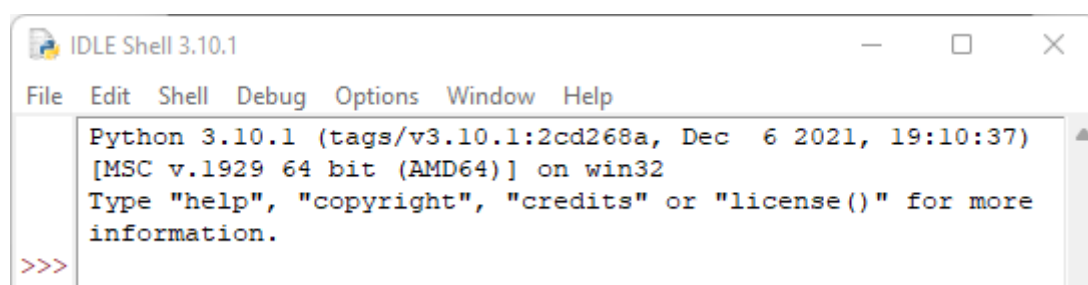 IDLE Shell 3.10.1
File Edit Shell Debug Options Window Help
Python 3.10.1 (tags/v3.10.1:2cd268a, Dec  6 2021, 19:10:37)
[MSC v.1929 64 bit (AMD64)] on win32
Type "help", "copyright", "credits" or "license()" for more
information.
>>>